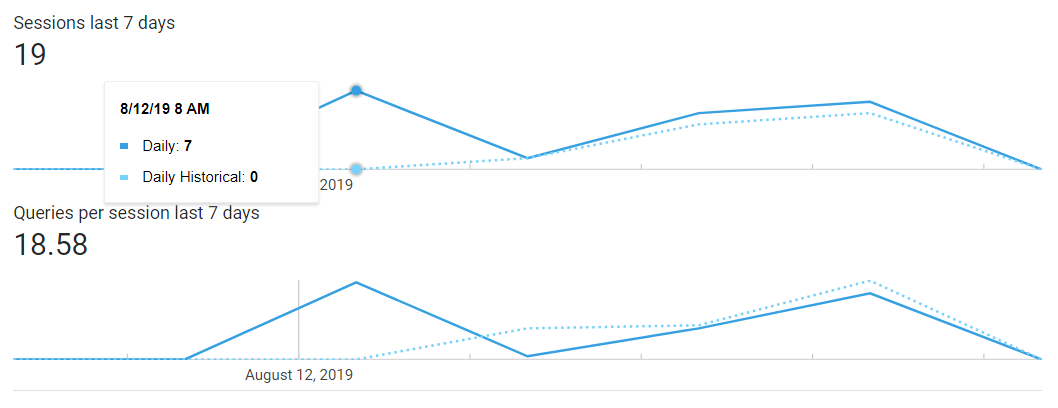 Sessions last 7 days
19
8/12/19 8 AM
Daily: 7
Daily Historical: 0
, 2019
Queries per session last 7 days
18.58
August 12, 2019